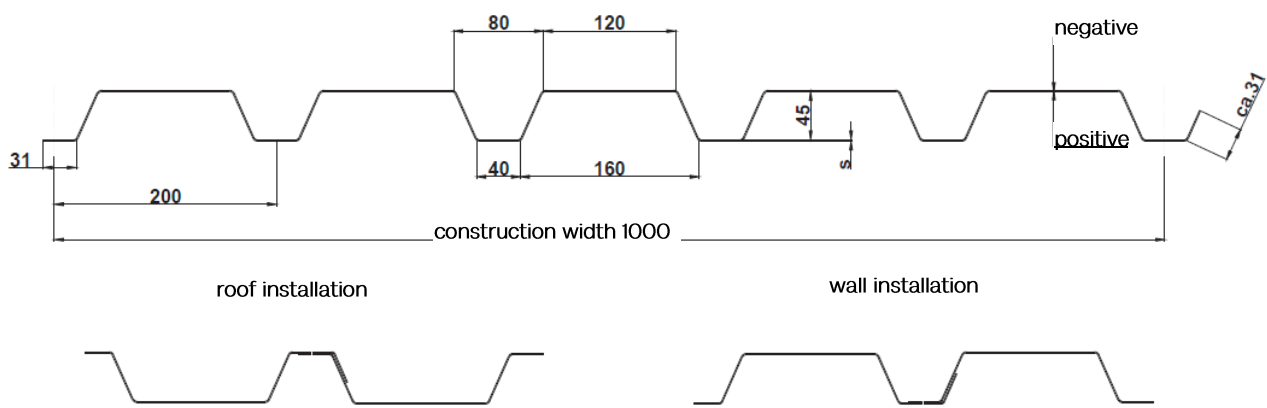 80
120
negative
ca.31
45
positive
31
s
40
160
200
construction width 1000
roof installation
wall installation